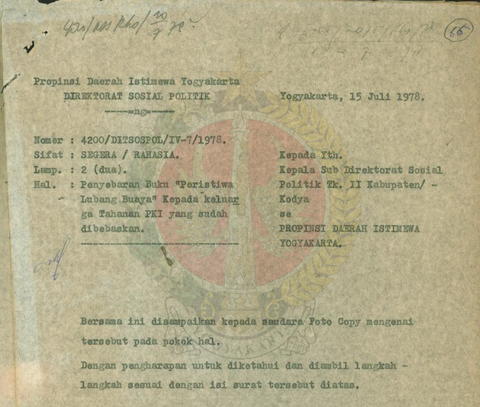 66
Propinsi Daerah Istimewa Yogyakarta
DIREKTORAT SOSIAL POLITIK
-----=ng=-----
Yogyakarta, 15 Juli 1978.
Nomer : 4200/DITSOSPOL/IV-7/1978.
Sifat : SEGERA / RAHASIA.
Lamp. : 2 (dua).
Hal. : Penyebaran Buku "Peristiwa
Lubang Buaya" Kepada keluar
ga Tahanan PKI yang sudah
dibebaskan.
Kepada Yth.
Kepala Sub Direktorat Sosial
Politik Tk. II Kabupaten/ -
Kodya
se
PROPINSI DAERAH ISTIMEWA
YOGYAKARTA.
Bersama ini disampaikan kepada saudara Foto Copy mengenai
tersebut pada pokok hal.
Dengan pengharapan untuk diketahui dan diambil langkah -
langkah sesuai dengan isi surat tersebut diatas.